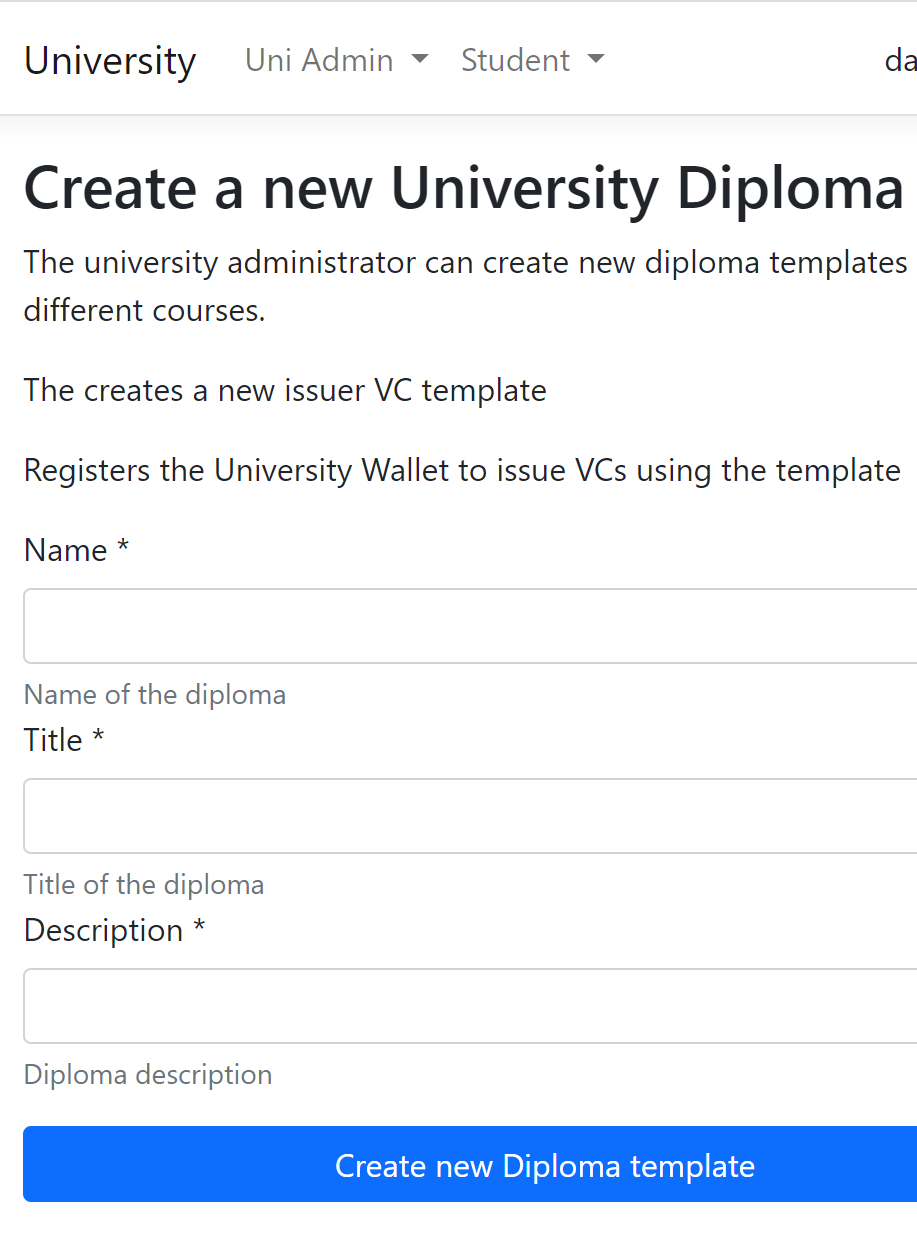 University Uni Admin Student da
Create a new University Diploma
The university administrator can create new diploma templates
different courses.
The creates a new issuer VC template
Registers the University Wallet to issue VCs using the template
Name *
Name of the diploma
Title *
Title of the diploma
Description *
Diploma description
Create new Diploma template